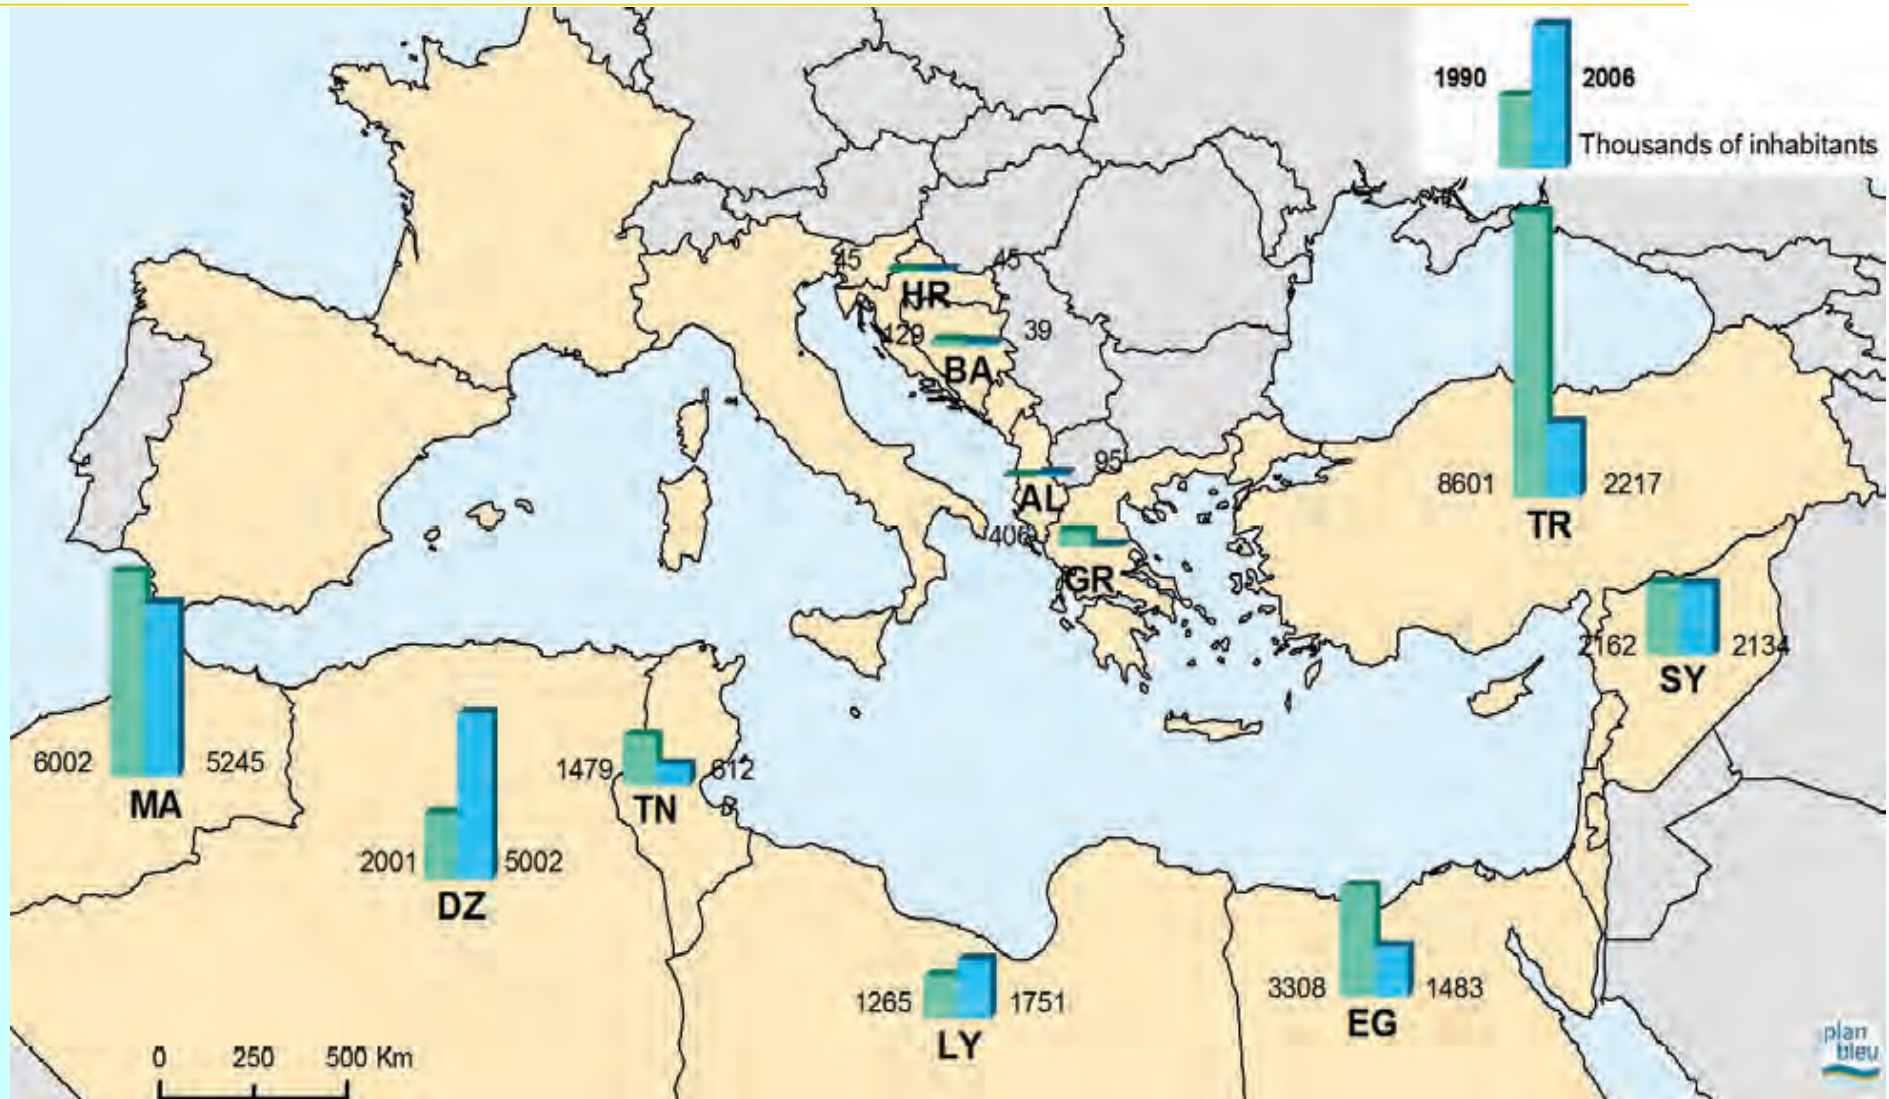 1990 2006
Thousands of inhabitants
45 45
HR
129 39
BA
95
AL
406
GR
8601 2217
TR
2162 2134
SY
6002 5245
MA
2001 5002
DZ
1479 612
TN
1265 1751
LY
3308 1483
EG
0 250 500 Km
plan
bleu